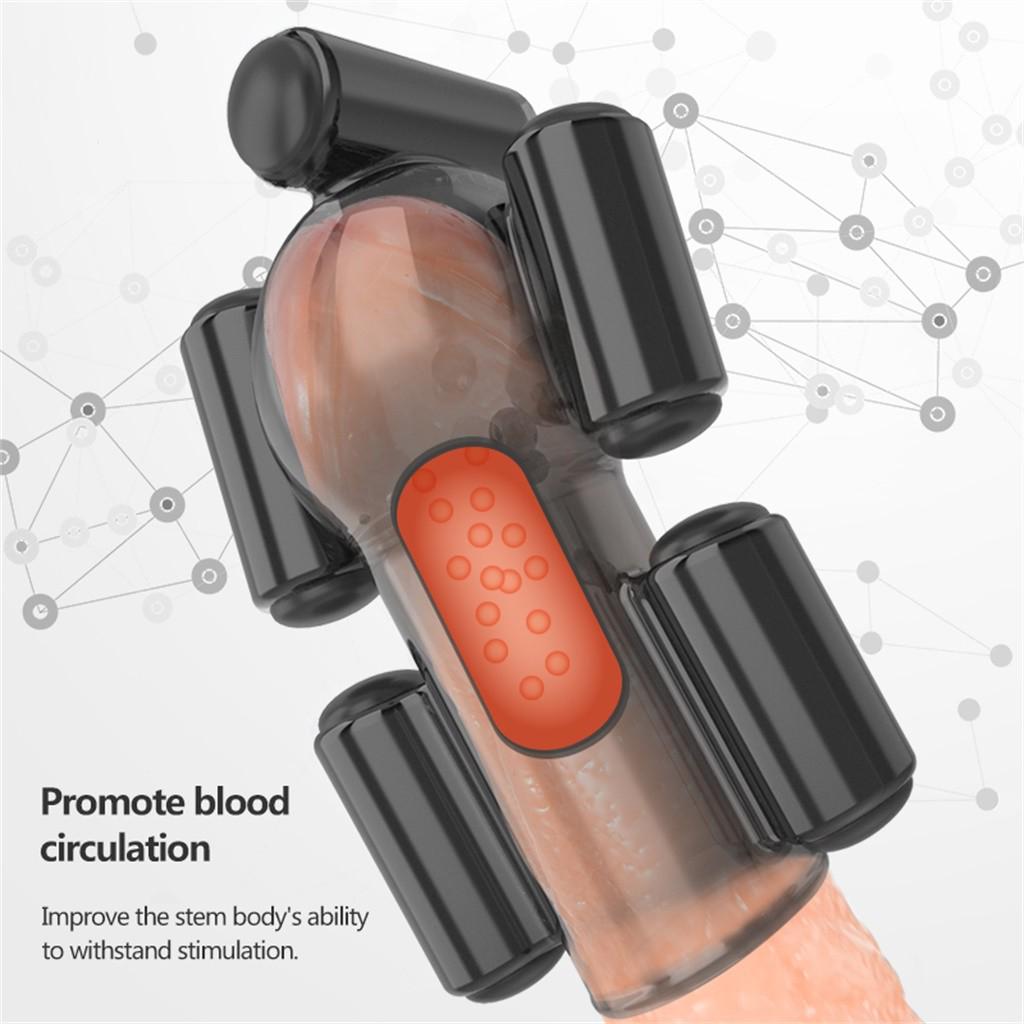 Promote blood
circulation
Improve the stem body's ability
to withstand stimulation.